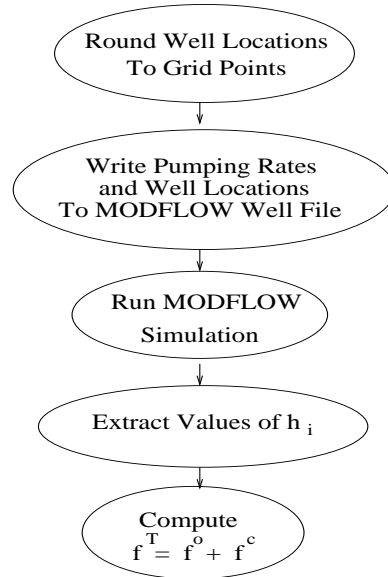 Round Well Locations
To Grid Points
Write Pumping Rates
and Well Locations
To MODFLOW Well File
Run MODFLOW
Simulation
Extract Values of h i
Compute
f T = f o + f c